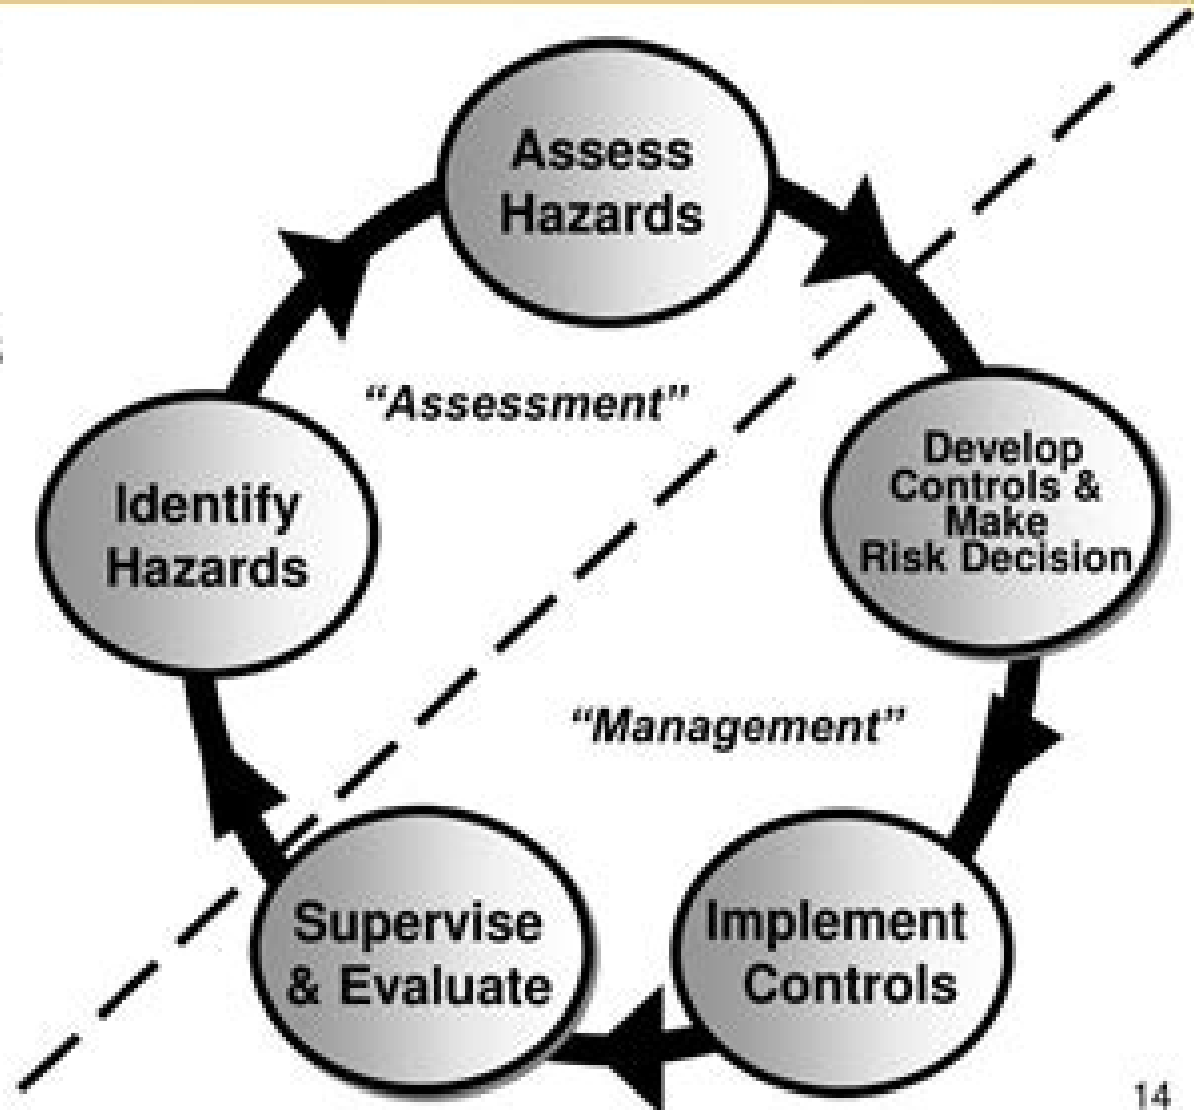 Assess
Hazards
“Assessment”
Identify
Hazards
Develop
Controls &
Make
Risk Decision
“Management”
Supervise
& Evaluate
Implement
Controls
14